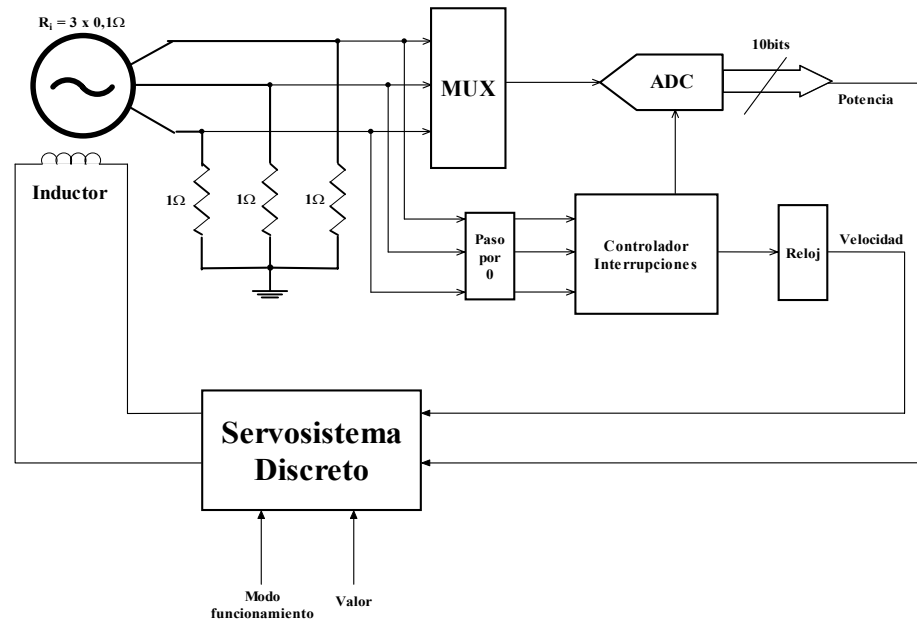 Ri = 3 x 0,1Ω
MUX
ADC
10bits
Potencia
Inductor
1Ω
1Ω
1Ω
Paso
por
0
Controlador
Interrupciones
Reloj
Velocidad
Servosistema
Discreto
Modo
funcionamiento
Valor